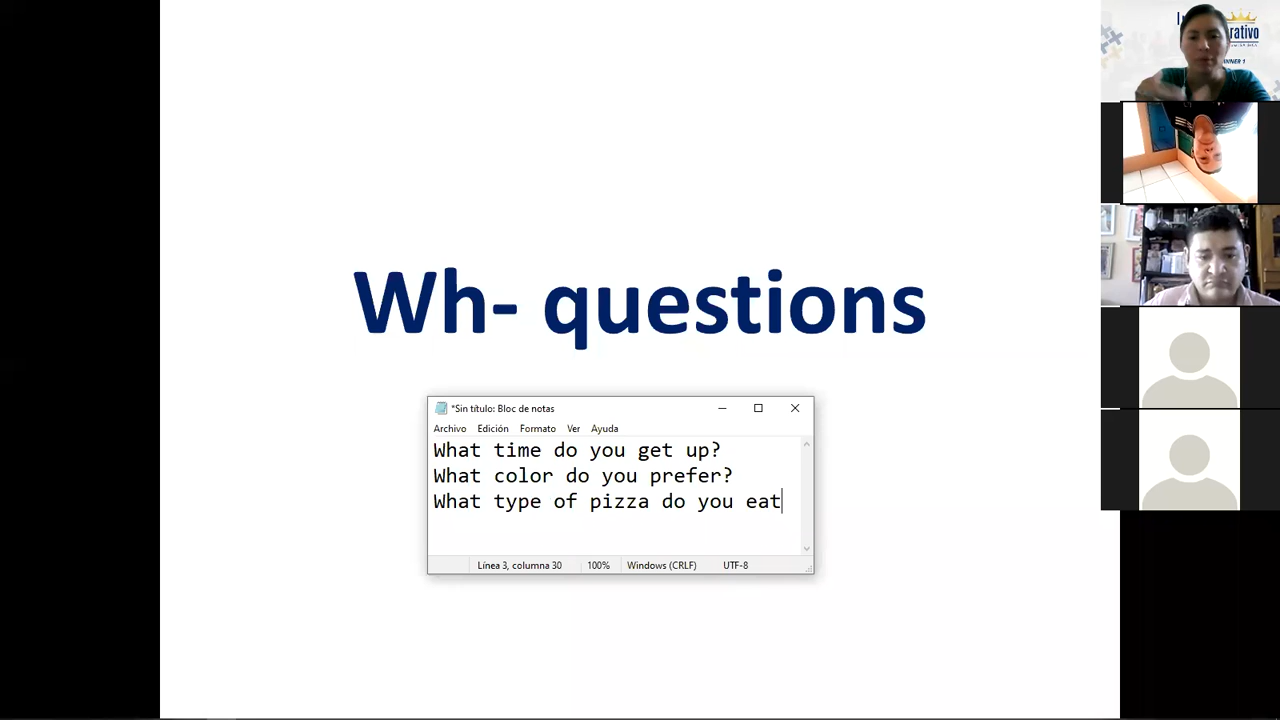 Wh- questions
*Sin título: Bloc de notas
Archivo Edición Formato Ver Ayuda
What time do you get up?
What color do you prefer?
What type of pizza do you eat
Línea 3, columna 30 100% Windows (CRLF) UTF-8